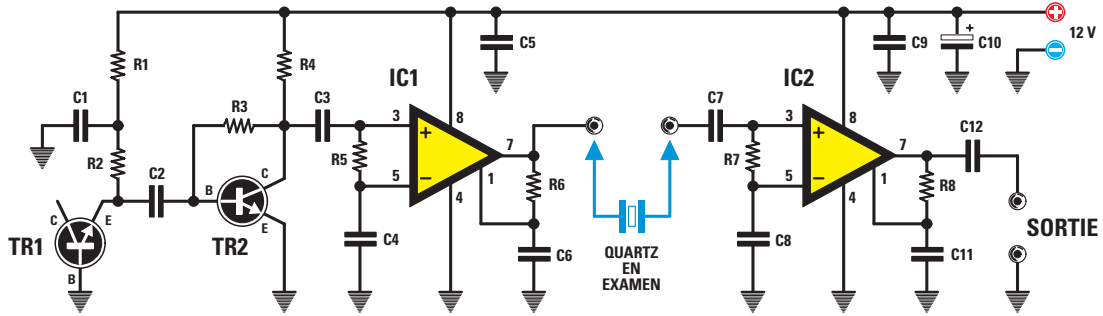 R1
C1
R2
C2
C
E
B
TR1
R3
R4
B
C
E
TR2
C3
R5
C4
IC1
3
5
8
4
7
1
+
−
C5
R6
C6
QUARTZ
EN
EXAMEN
C7
R7
C8
IC2
3
5
8
4
7
1
+
−
C9
+
C10
12 V
+
−
R8
C11
C12
SORTIE